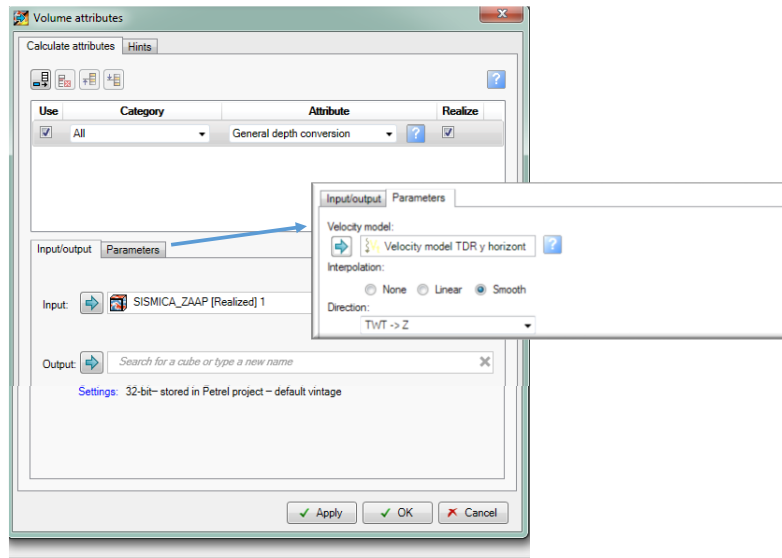 Volume attributes
Calculate attributes Hints
Use Category Attribute Realize
All General depth conversion
Input/output Parameters
Velocity model:
Velocity model TDR y horizont
Interpolation:
None Linear Smooth
Direction:
TWT -> Z
Input/output Parameters
Input: SISMICA_ZAAP [Realized] 1
Output: Search for a cube or type a new name
Settings: 32-bit– stored in Petrel project – default vintage
Apply OK Cancel